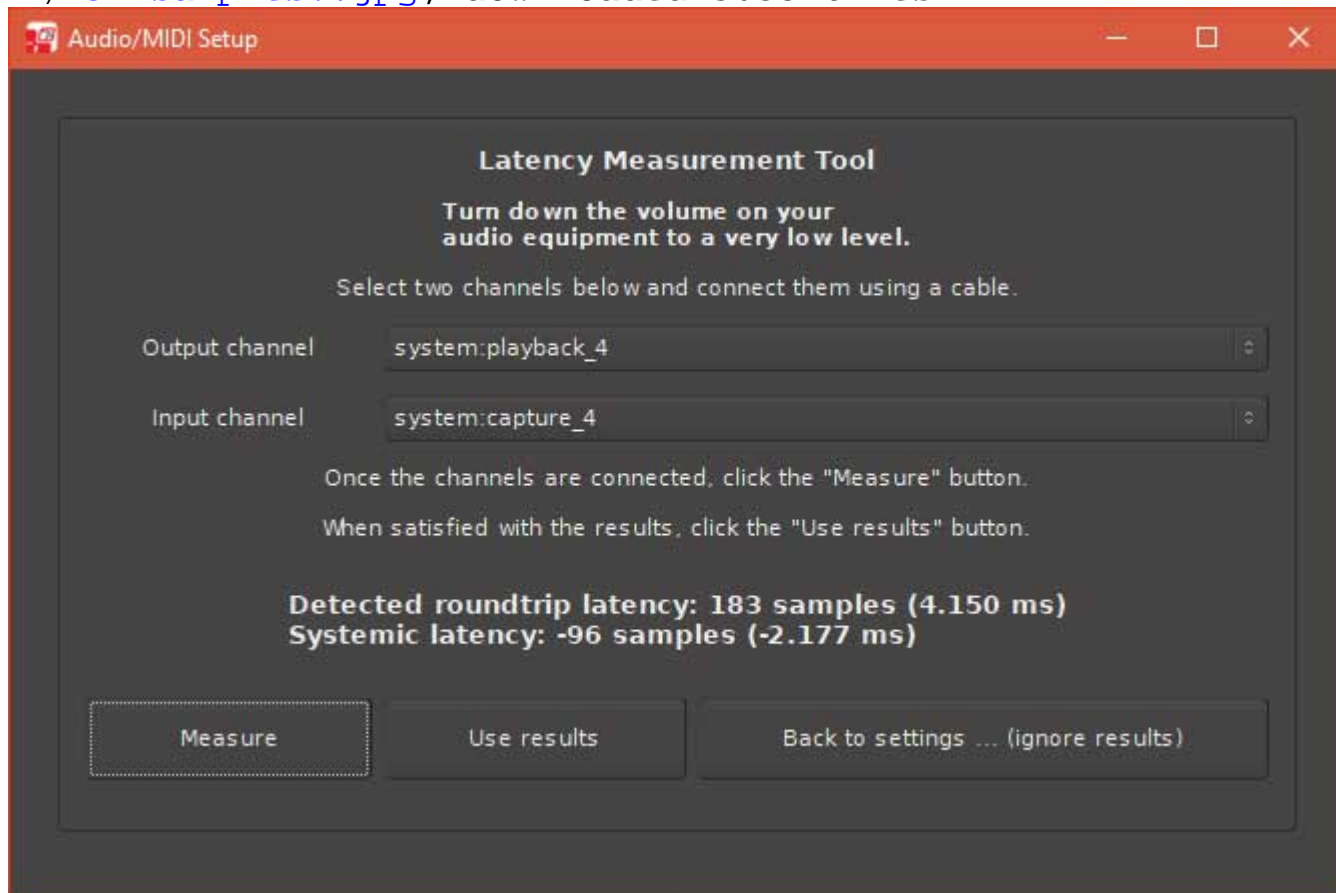 Audio/MIDI Setup
Latency Measurement Tool
Turn down the volume on your
audio equipment to a very low level.
Select two channels below and connect them using a cable.
Output channel system:playback_4
Input channel system:capture_4
Once the channels are connected, click the "Measure" button.
When satisfied with the results, click the "Use results" button.
Detected roundtrip latency: 183 samples (4.150 ms)
Systemic latency: -96 samples (-2.177 ms)
Measure Use results Back to settings ... (ignore results)